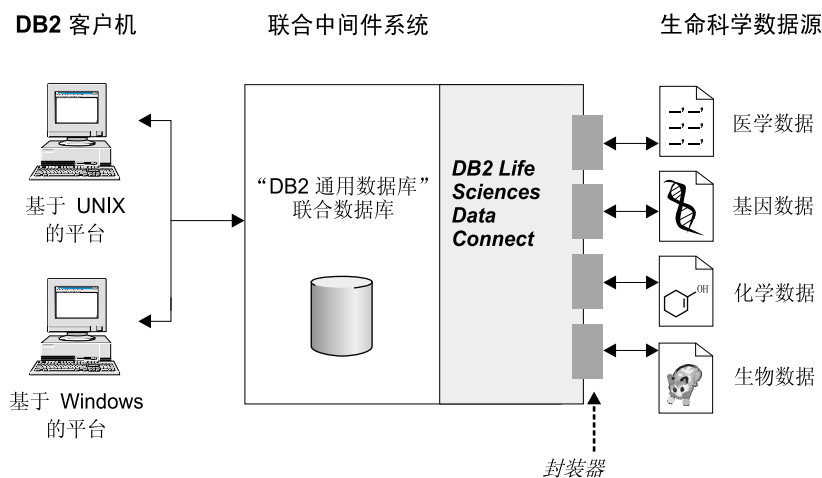 DB2 客户机
联合中间件系统
生命科学数据源
基于 UNIX
的平台
基于 Windows
的平台
“DB2 通用数据库”
联合数据库
DB2 Life
Sciences
Data
Connect
医学数据
基因数据
OH
化学数据
生物数据
封装器